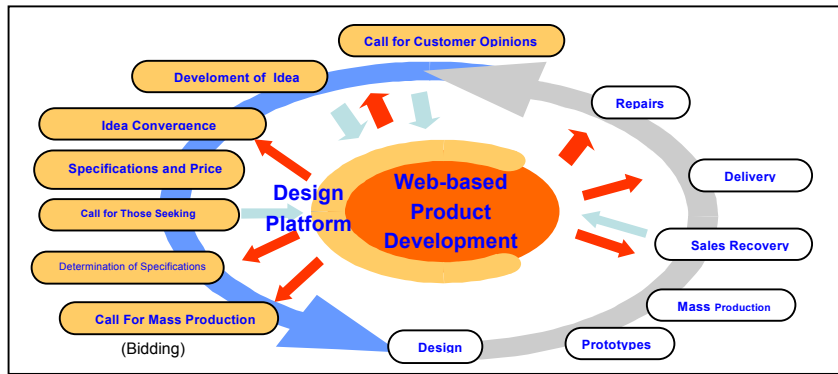 Call for Customer Opinions
Develoment of Idea
Idea Convergence
Specifications and Price
Call for Those Seeking
Determination of Specifications
Call For Mass Production
(Bidding)
Design
Platform
Web-based
Product
Development
Repairs
Delivery
Sales Recovery
Mass Production
Prototypes
Design